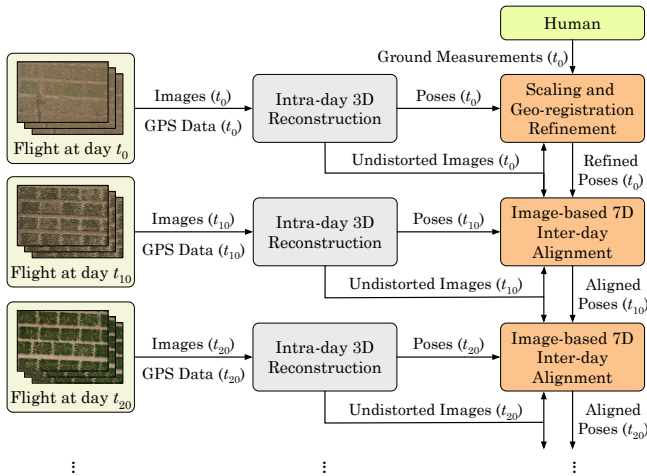 Human
Ground Measurements (t0)
Images (t0)
GPS Data (t0)
Intra-day 3D
Reconstruction
Poses (t0)
Scaling and
Geo-registration
Refinement
Flight at day t0
Undistorted Images (t0)
Refined
Poses (t0)
Images (t10)
GPS Data (t10)
Intra-day 3D
Reconstruction
Poses (t10)
Image-based 7D
Inter-day
Alignment
Flight at day t10
Undistorted Images (t10)
Aligned
Poses (t10)
Images (t20)
GPS Data (t20)
Intra-day 3D
Reconstruction
Poses (t20)
Image-based 7D
Inter-day
Alignment
Flight at day t20
Undistorted Images (t20)
Aligned
Poses (t20)